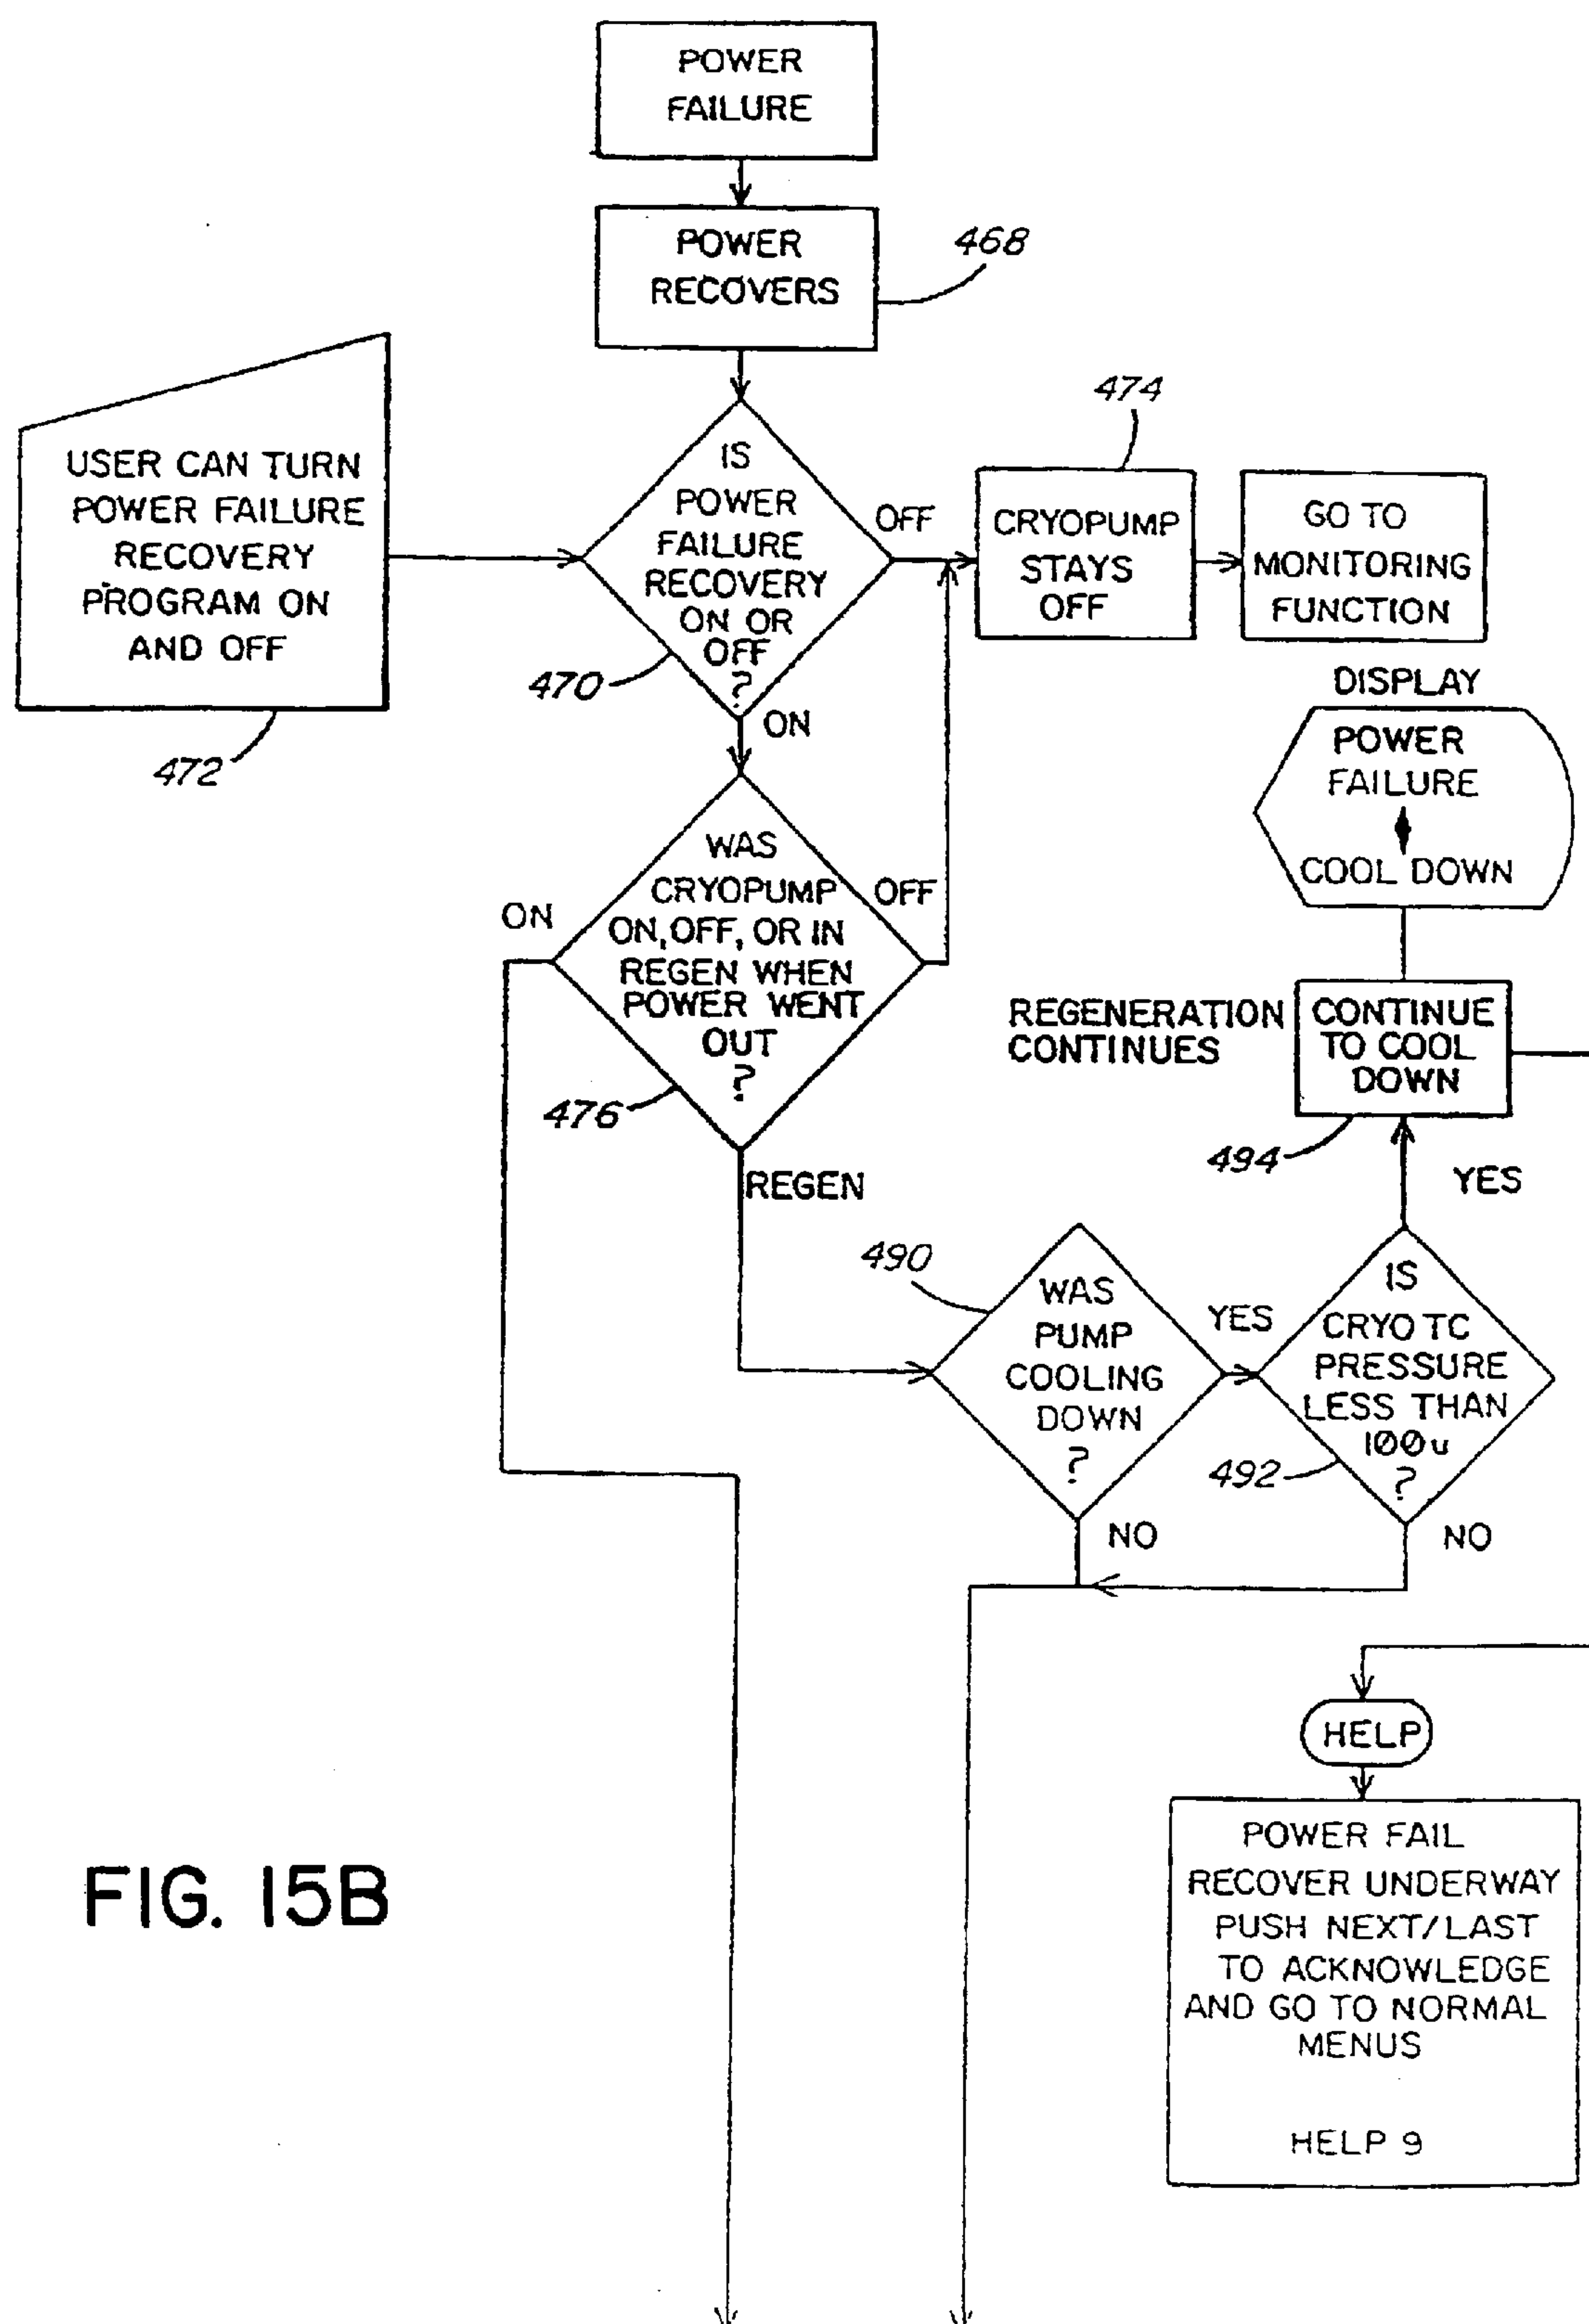 POWER
FAILURE
POWER
RECOVERS
468
USER CAN TURN
POWER FAILURE
RECOVERY
PROGRAM ON
AND OFF
472
IS
POWER
FAILURE
RECOVERY
ON OR
OFF
?
470
OFF
ON
474
CRYOPUMP
STAYS
OFF
GO TO
MONITORING
FUNCTION
DISPLAY
POWER
FAILURE
COOL DOWN
WAS
CRYOPUMP
ON, OFF, OR IN
REGEN WHEN
POWER WENT
OUT
?
476
ON
OFF
REGEN
REGENERATION
CONTINUES
CONTINUE
TO COOL
DOWN
494
YES
490
WAS
PUMP
COOLING
DOWN
?
YES
NO
IS
CRYO TC
PRESSURE
LESS THAN
100u
?
492
NO
HELP
POWER FAIL
RECOVER UNDERWAY
PUSH NEXT/LAST
TO ACKNOWLEDGE
AND GO TO NORMAL
MENUS
HELP 9
FIG. 15B